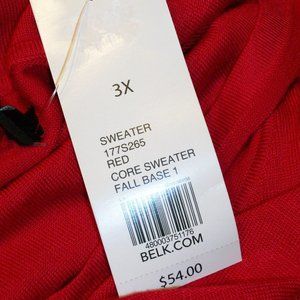 3X
SWEATER
177S265
RED
CORE SWEATER
FALL BASE 1
480003751176
BELK.COM
$54.00